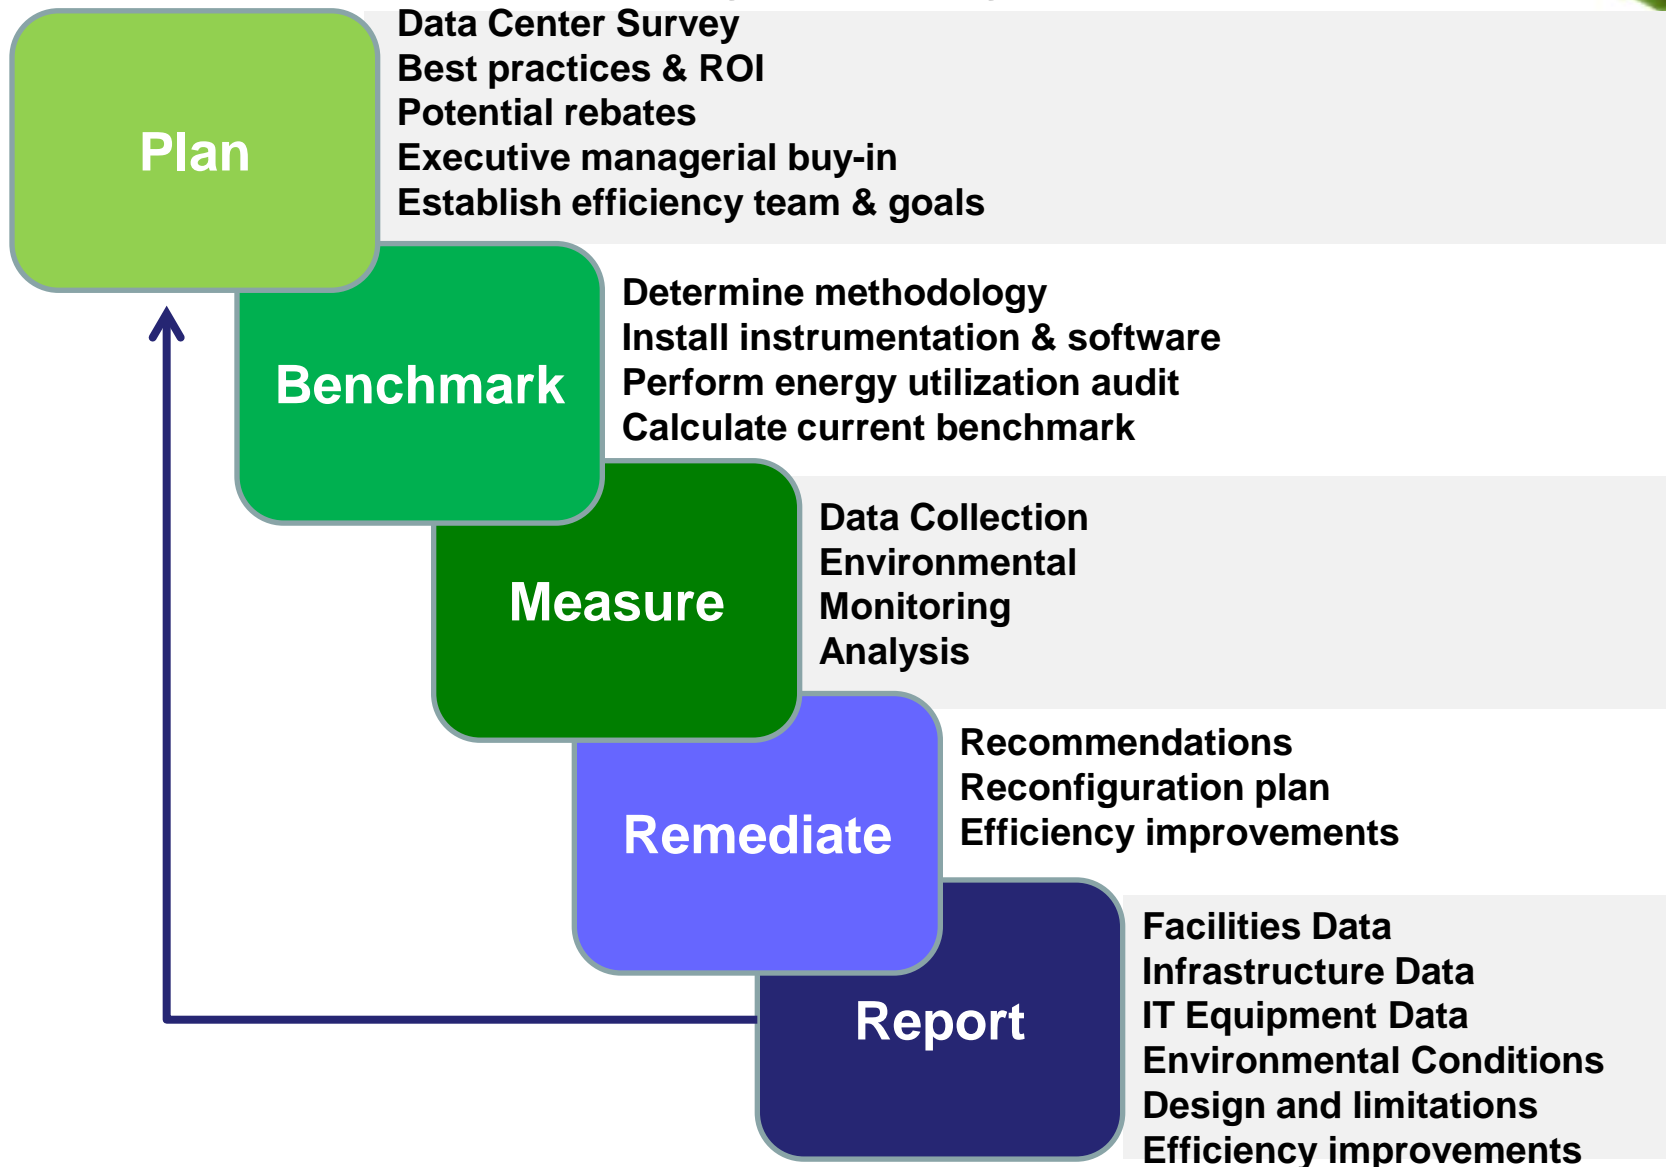 Plan
Data Center Survey
Best practices & ROI
Potential rebates
Executive managerial buy-in
Establish efficiency team & goals
Benchmark
Determine methodology
Install instrumentation & software
Perform energy utilization audit
Calculate current benchmark
Measure
Data Collection
Environmental
Monitoring
Analysis
Remediate
Recommendations
Reconfiguration plan
Efficiency improvements
Report
Facilities Data
Infrastructure Data
IT Equipment Data
Environmental Conditions
Design and limitations
Efficiency improvements